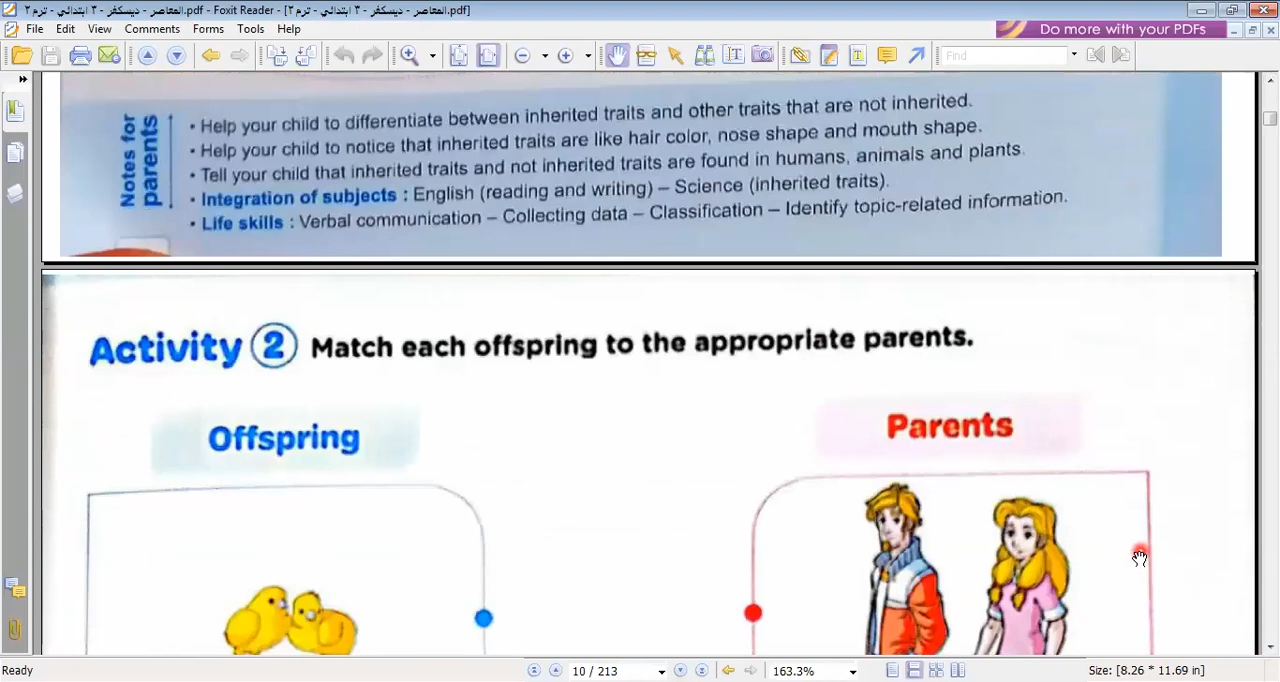 المعاصر - ديسكفر - ٣ ابتدائي - ترم ٢.pdf - Foxit Reader - [المعاصر - ديسكفر - ٣ ابتدائي - ترم ٢.pdf]
File Edit View Comments Forms Tools Help
Do more with your PDFs
Find
Notes for parents
• Help your child to differentiate between inherited traits and other traits that are not inherited.
• Help your child to notice that inherited traits are like hair color, nose shape and mouth shape.
• Tell your child that inherited traits and not inherited traits are found in humans, animals and plants.
• Integration of subjects : English (reading and writing) – Science (inherited traits).
• Life skills : Verbal communication – Collecting data – Classification – Identify topic-related information.
Activity 2 Match each offspring to the appropriate parents.
Offspring
Parents
Ready
10 / 213
163.3%
Size: [8.26 * 11.69 in]